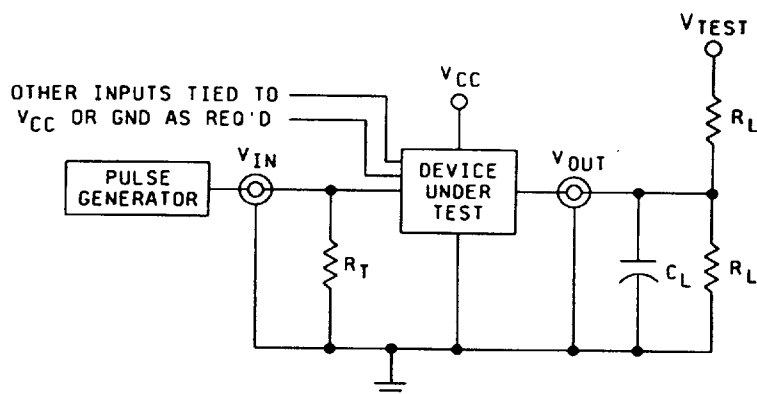 VTEST
VCC
RL
OTHER INPUTS TIED TO
VCC OR GND AS REQ'D
VIN
VOUT
PULSE
GENERATOR
DEVICE
UNDER
TEST
RT
CL
RL